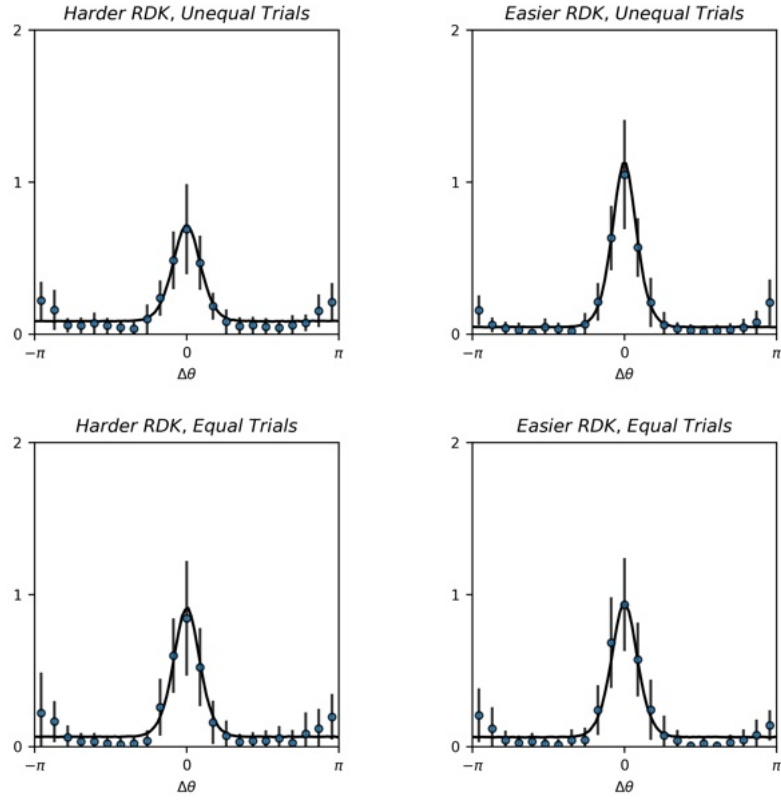 Harder RDK, Unequal Trials
2
1
0
−π 0 π
Δθ
Easier RDK, Unequal Trials
2
1
0
−π 0 π
Δθ
Harder RDK, Equal Trials
2
1
0
−π 0 π
Δθ
Easier RDK, Equal Trials
2
1
0
−π 0 π
Δθ